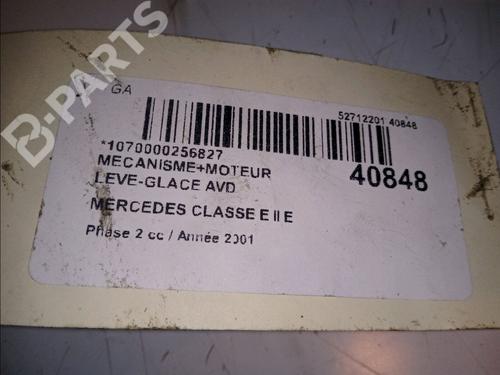 B-PARTS
GA
52712201 40848
*1070000256827
MECANISME+MOTEUR
LEVE-GLACE AVD
40848
MERCEDES CLASSE E II E
Phase 2 cc / Année 2001